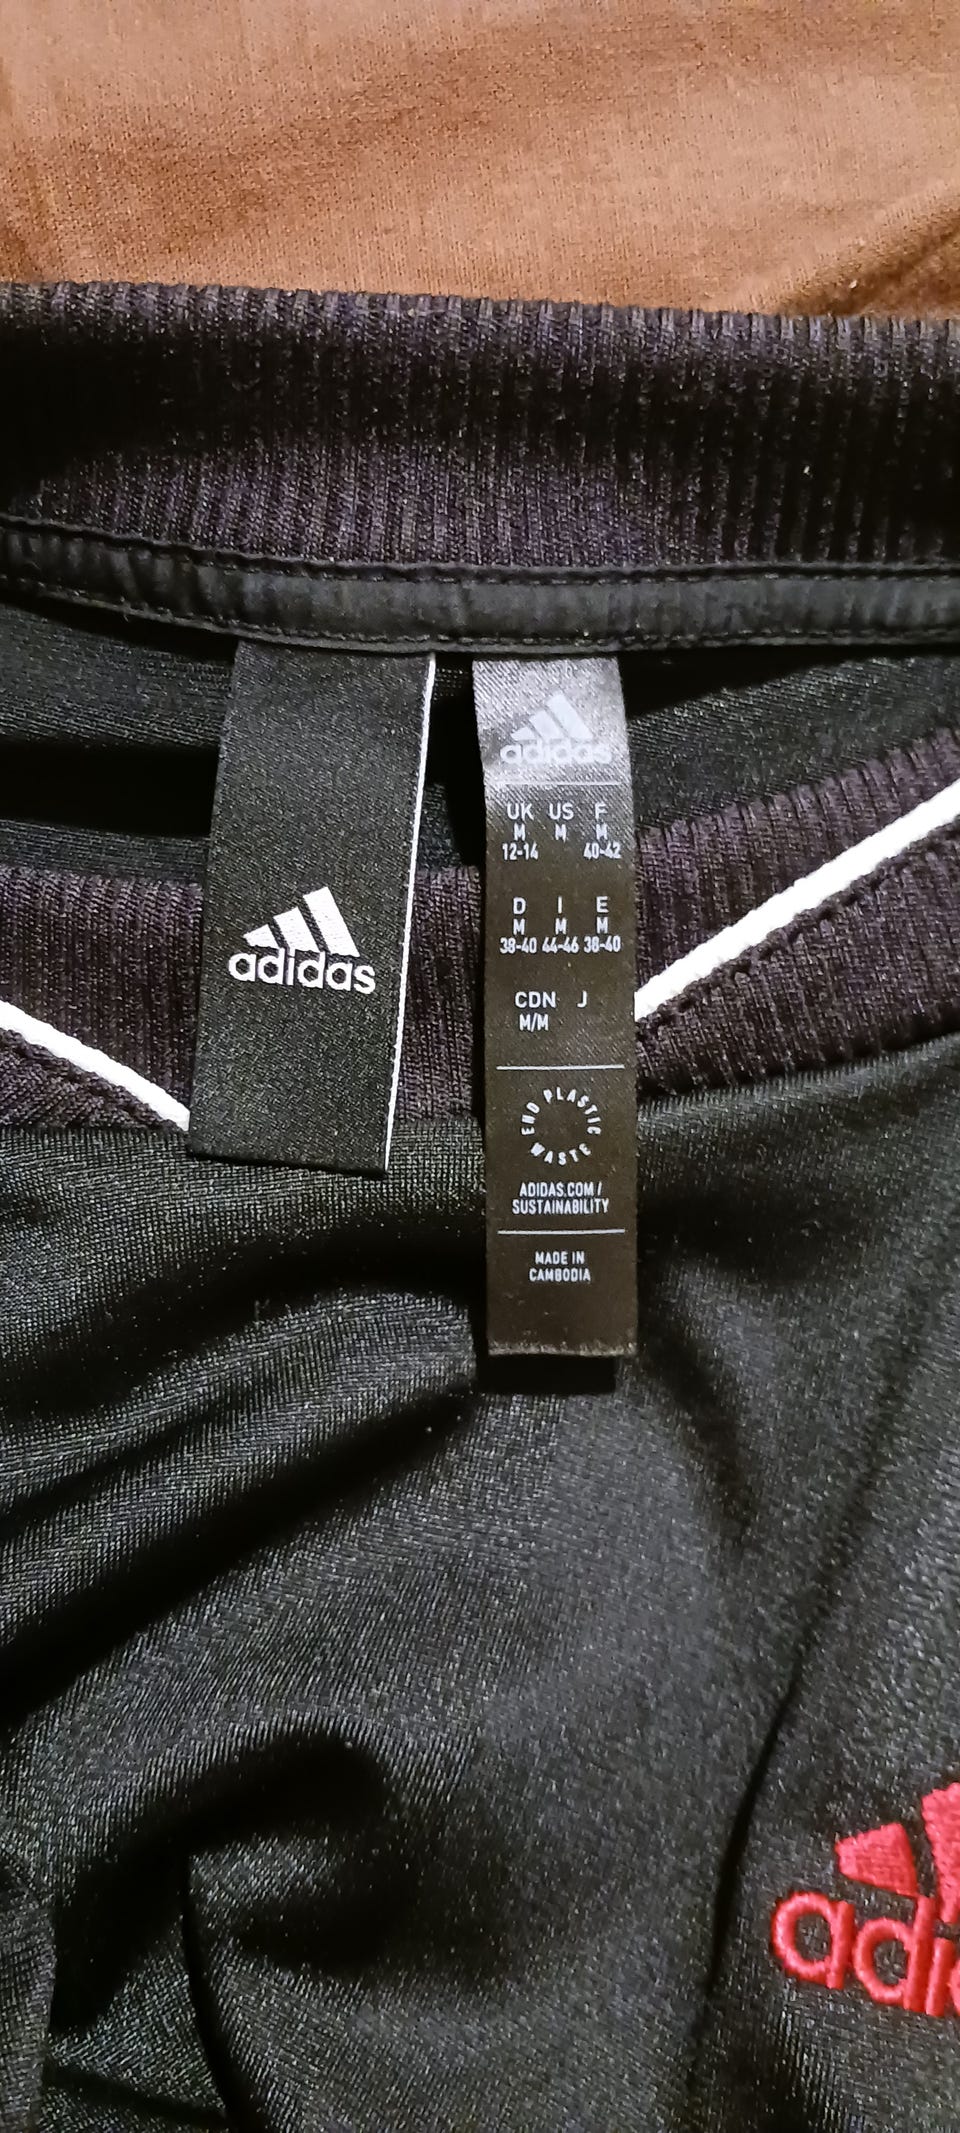 adidas
adidas
UK US F
M M M
12-14 40-42
D I E
M M M
38-40 44-46 38-40
CDN J
M/M
END PLASTIC WASTE
ADIDAS.COM/
SUSTAINABILITY
MADE IN
CAMBODIA
adi